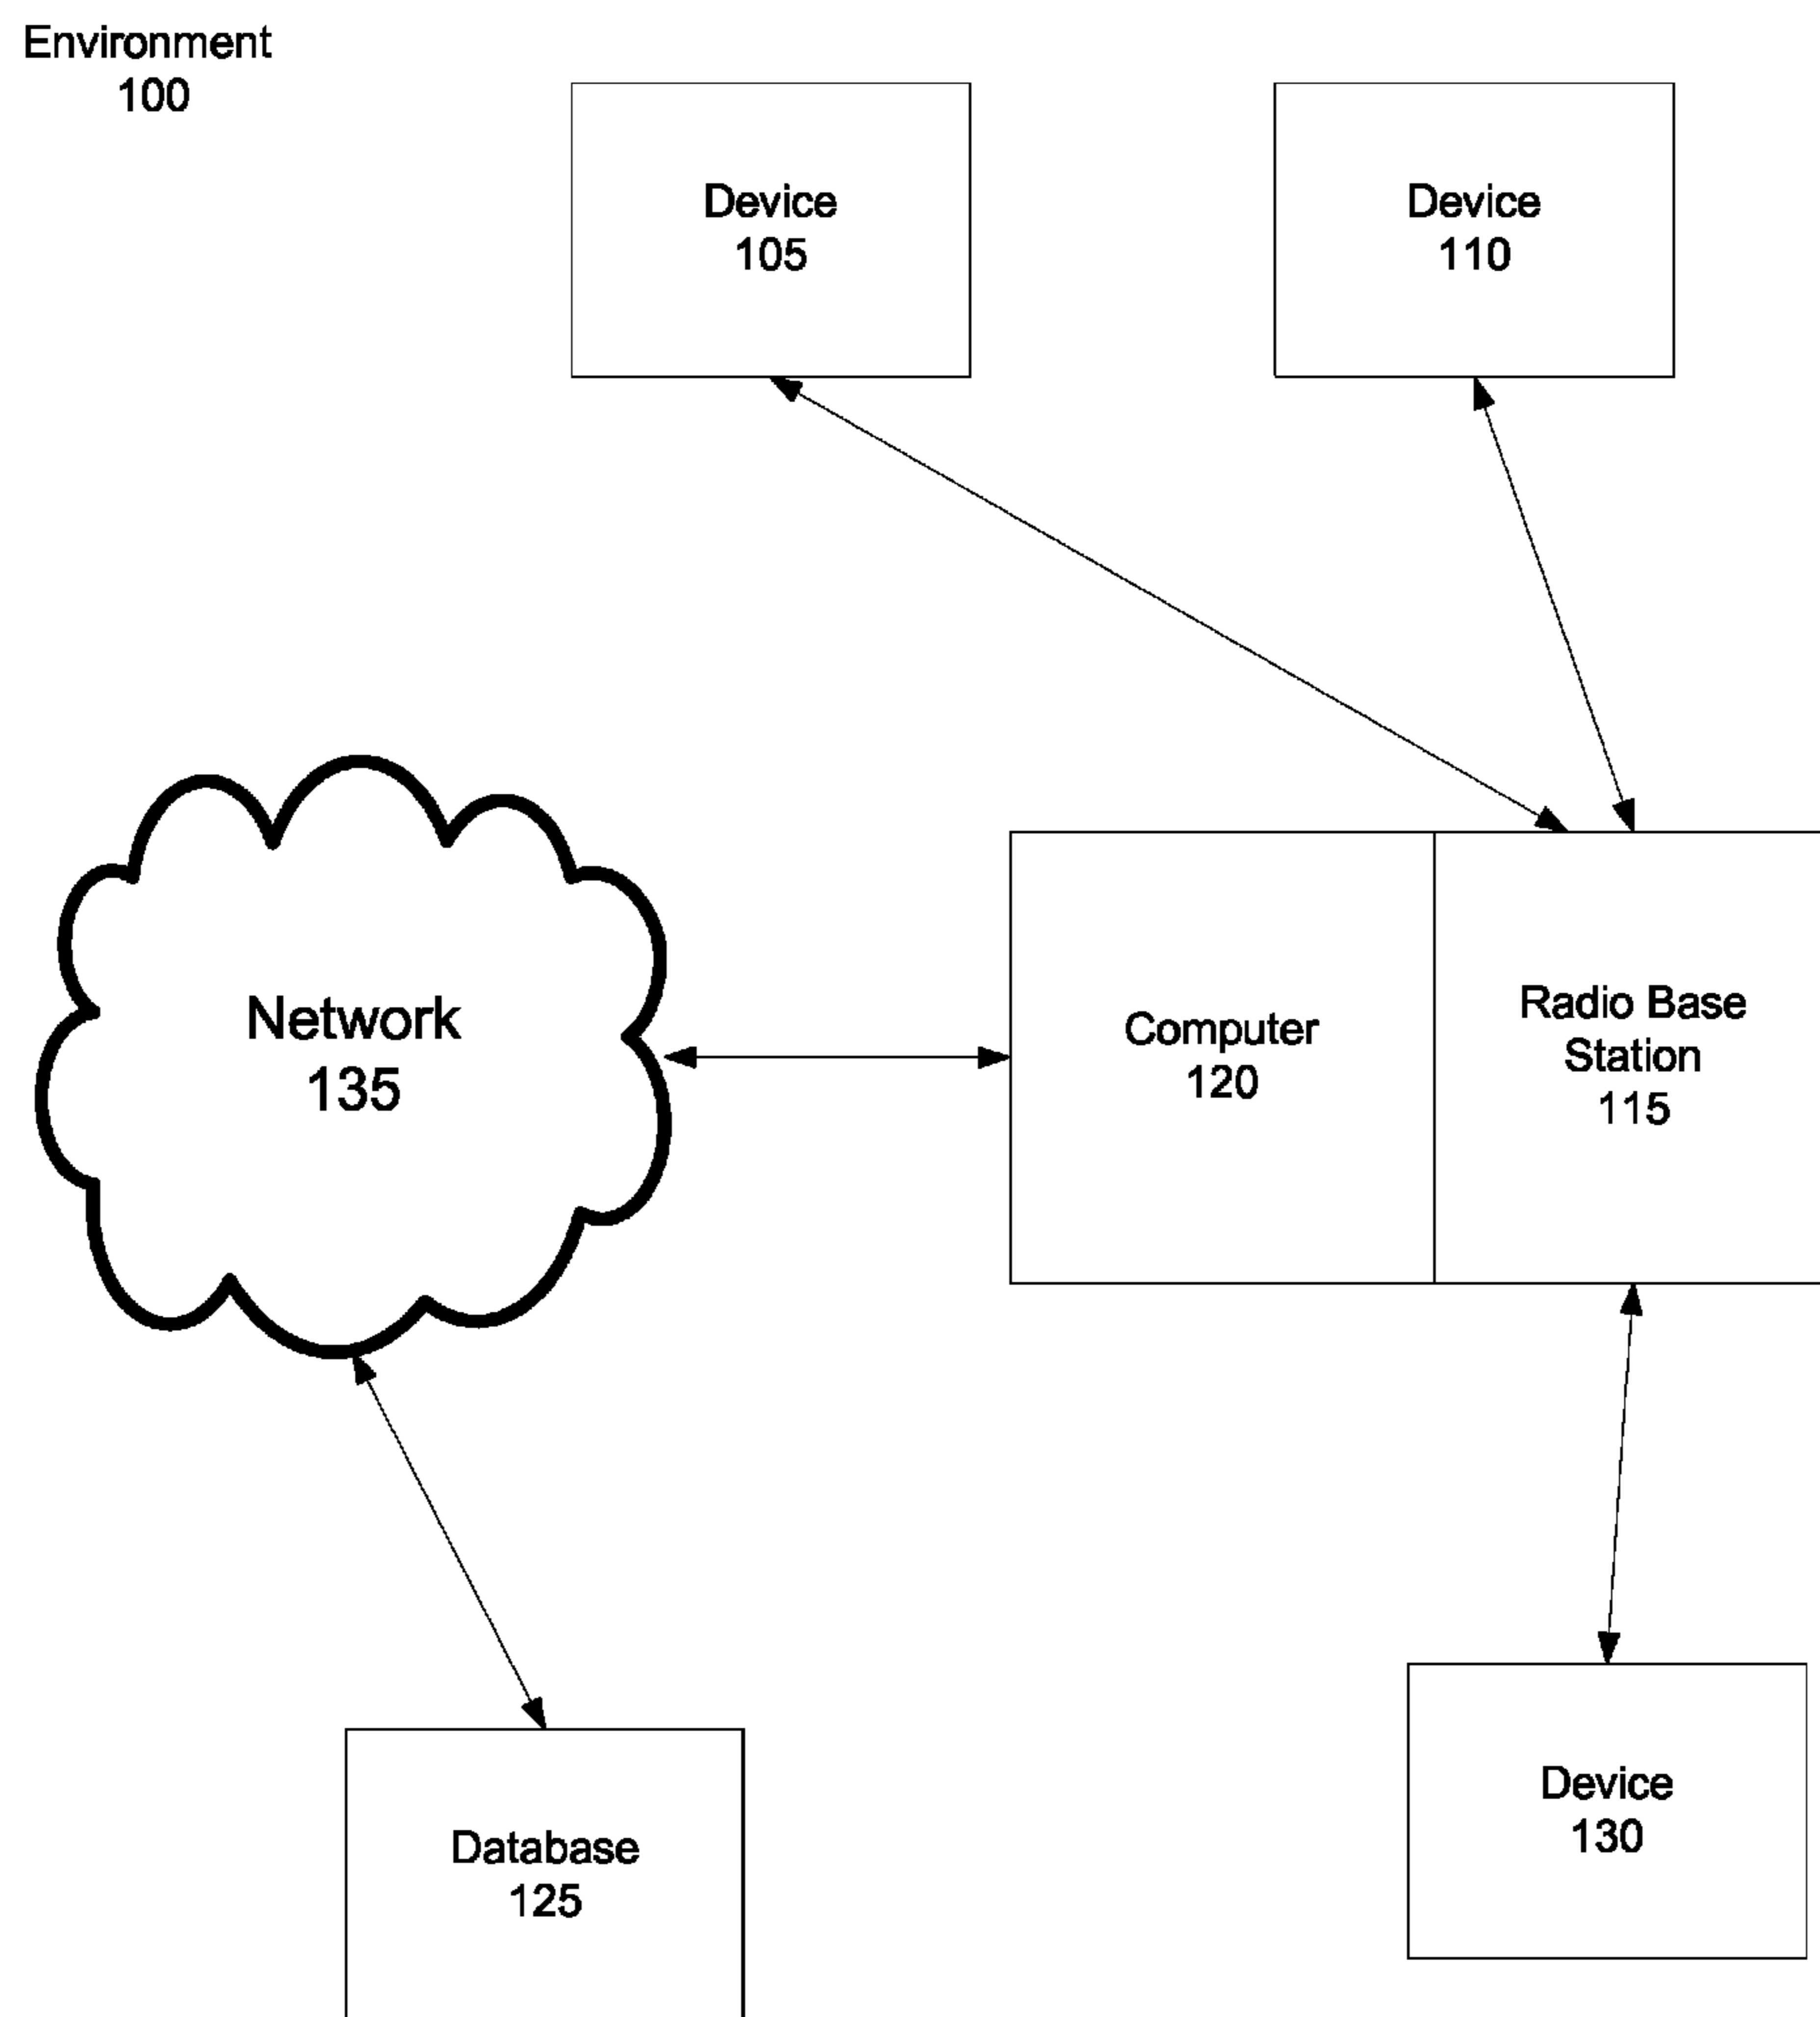 Environment
100
Device
105
Device
110
Network
135
Computer
120
Radio Base
Station
115
Database
125
Device
130